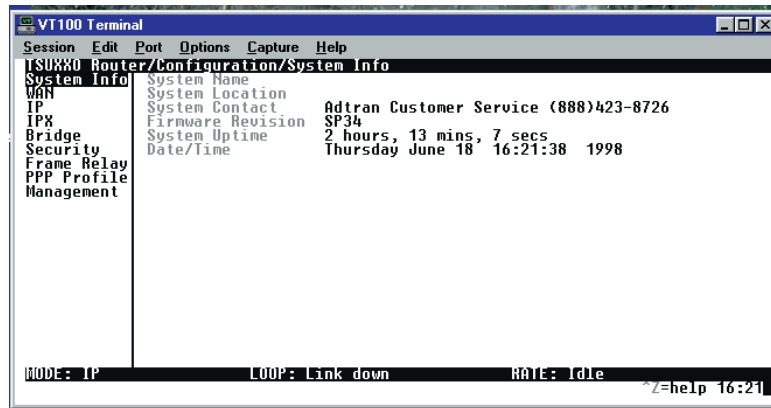 VT100 Terminal
Session Edit Port Options Capture Help
TSUXX0 Router/Configuration/System Info
System Info System Name
WAN System Location
IP System Contact Adtran Customer Service (888)423-8726
IPX Firmware Revision SP34
Bridge System Uptime 2 hours, 13 mins, 7 secs
Security Date/Time Thursday June 18 16:21:38 1998
Frame Relay
PPP Profile
Management
MODE: IP LOOP: Link down RATE: Idle
^Z=help 16:21